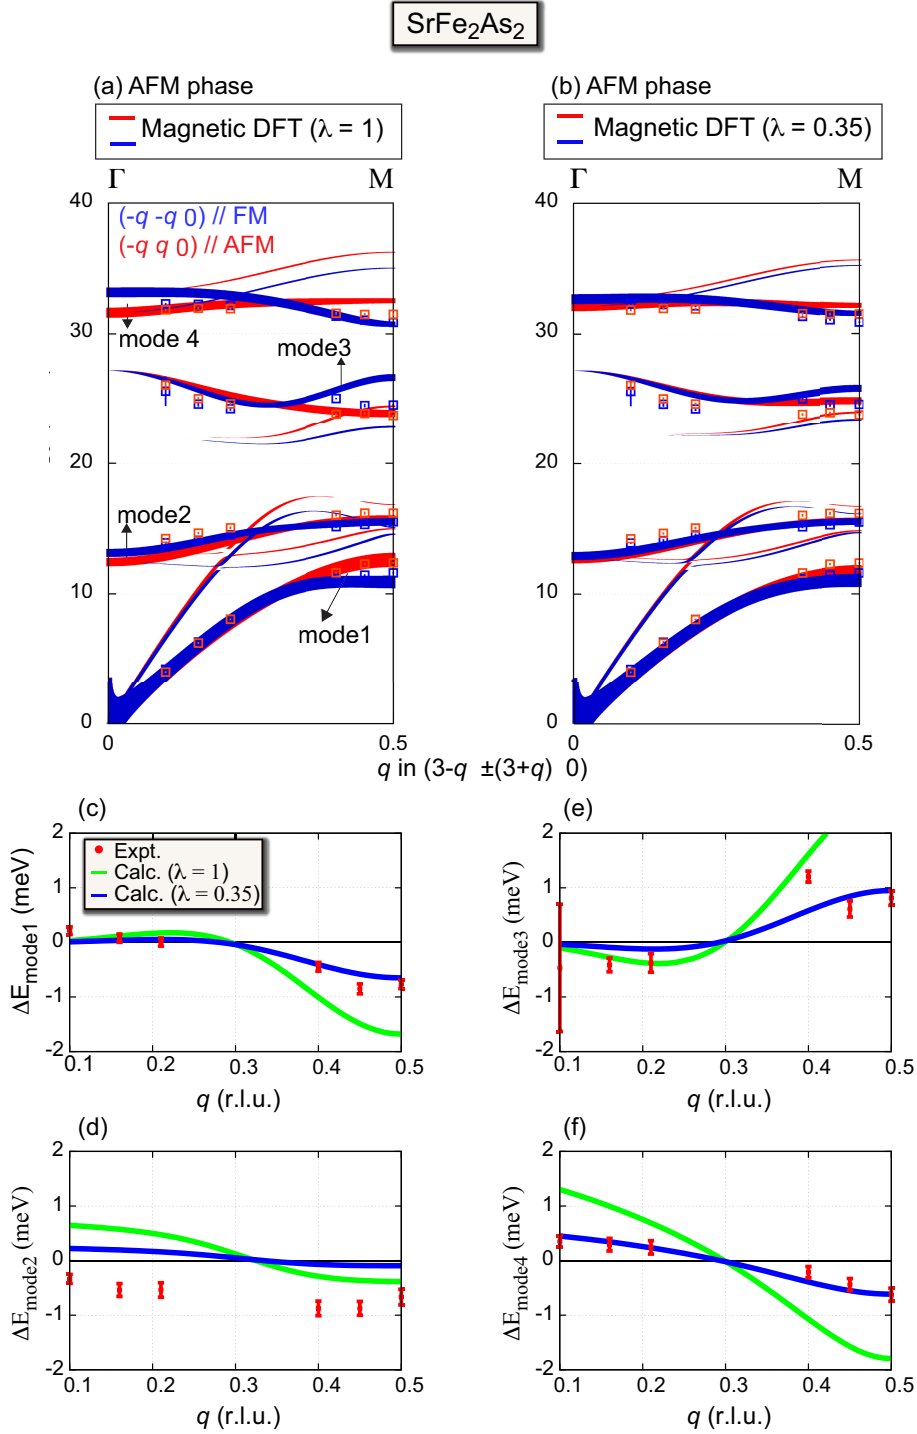 SrFe2As2
(a) AFM phase
Magnetic DFT (λ = 1)
Γ M
40
30
20
10
0
(-q -q 0) // FM
(-q q 0) // AFM
mode 4
mode3
mode2
mode1
0 0.5
(b) AFM phase
Magnetic DFT (λ = 0.35)
Γ M
40
30
20
10
0
0 0.5
q in (3-q ±(3+q) 0)
(c)
ΔEmode1 (meV)
2
1
0
-1
-2
Expt.
Calc. (λ = 1)
Calc. (λ = 0.35)
0.1 0.2 0.3 0.4 0.5
q (r.l.u.)
(e)
ΔEmode3 (meV)
2
1
0
-1
-2
0.1 0.2 0.3 0.4 0.5
q (r.l.u.)
(d)
ΔEmode2 (meV)
2
1
0
-1
-2
0.1 0.2 0.3 0.4 0.5
q (r.l.u.)
(f)
ΔEmode4 (meV)
2
1
0
-1
-2
0.1 0.2 0.3 0.4 0.5
q (r.l.u.)